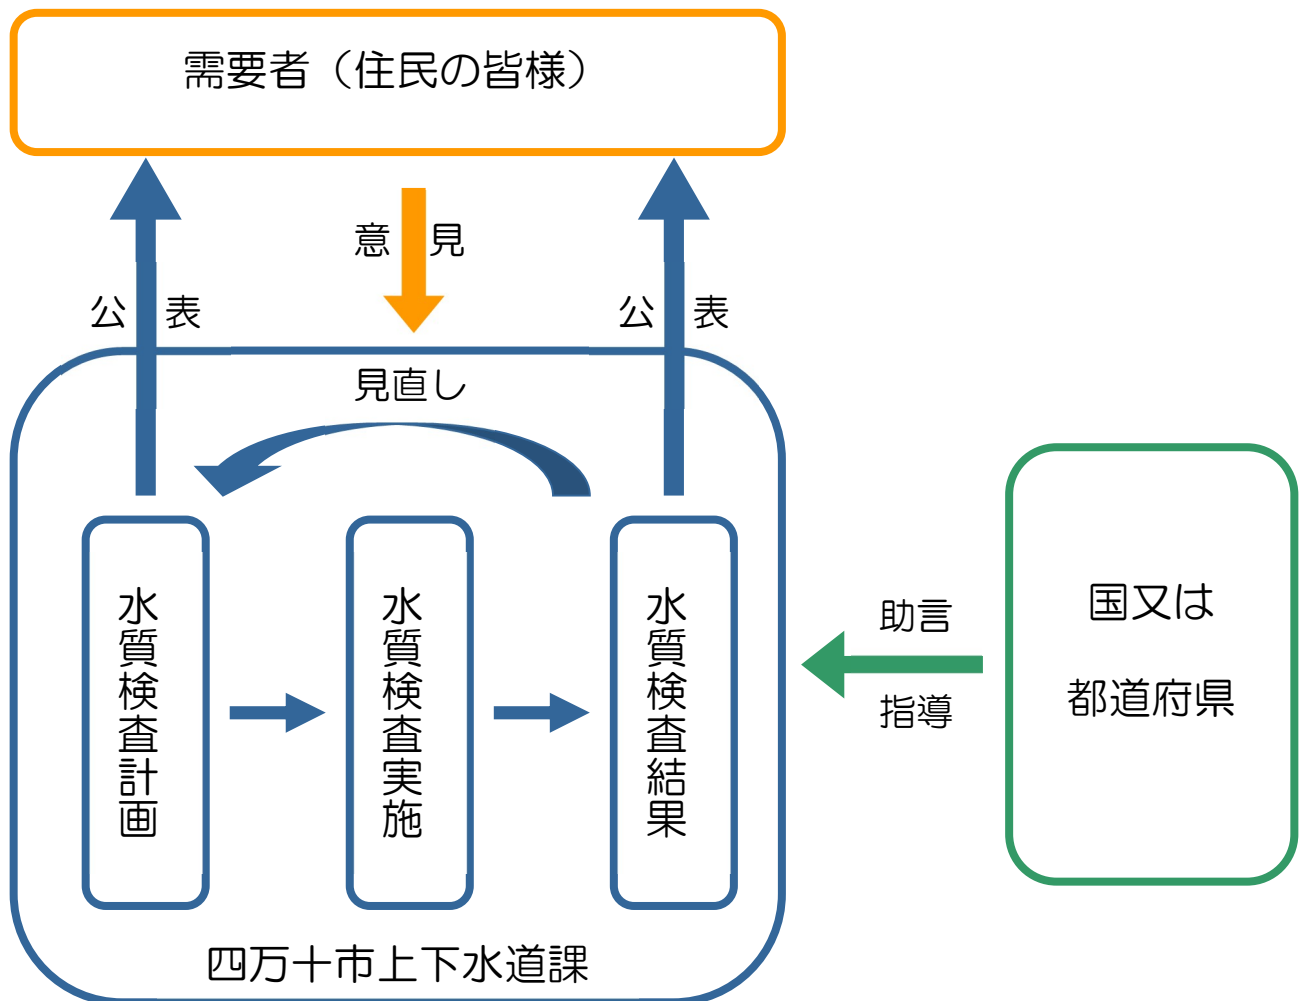 需要者（住民の皆様）
意見
公表
公表
見直し
水質検査計画
水質検査実施
水質検査結果
助言
指導
国又は
都道府県
四万十市上下水道課